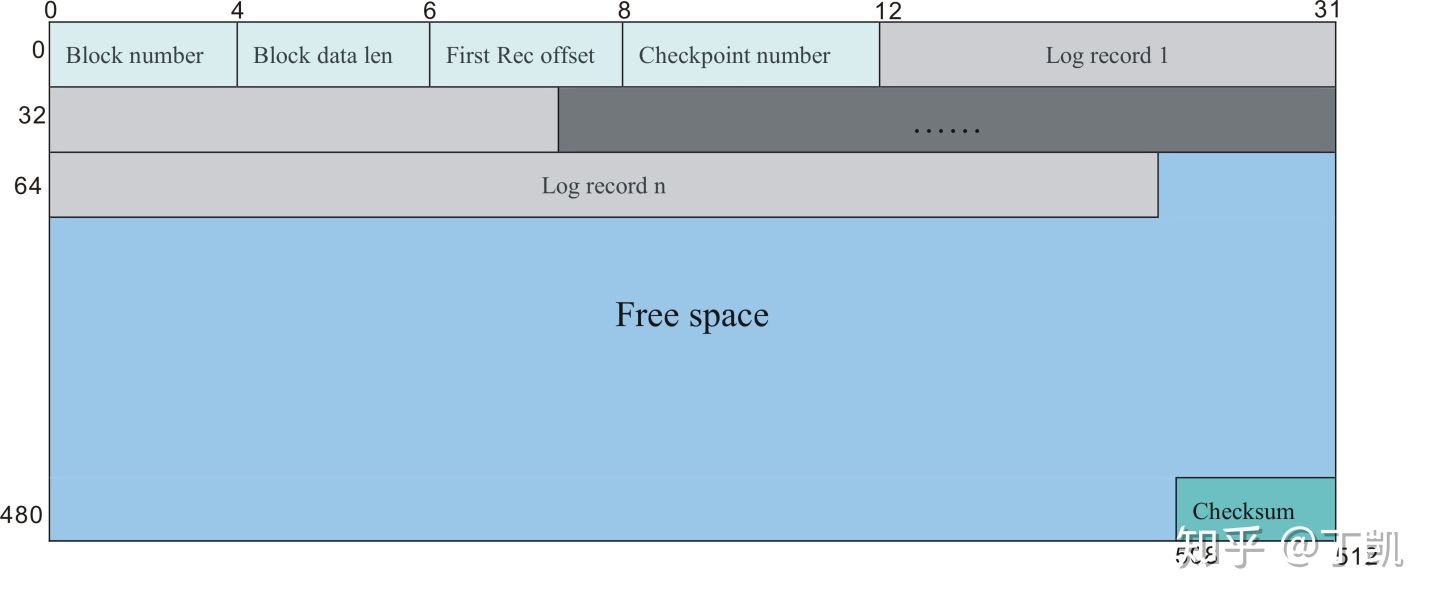 0 4 6 8 12 31
0 Block number Block data len First Rec offset Checkpoint number Log record 1
32 ......
64 Log record n
Free space
480 Checksum
508 512
知乎 @丁凯